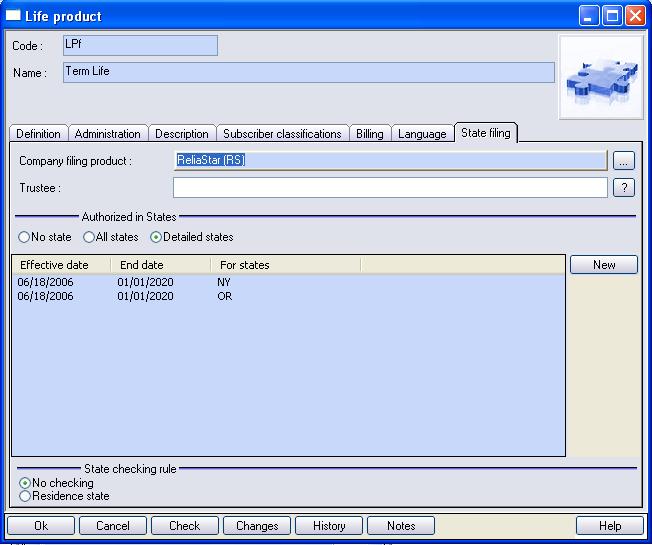 Life product
Code : LPf
Name : Term Life
Definition Administration Description Subscriber classifications Billing Language State filing
Company filing product : ReliaStar (RS) ...
Trustee : ?
Authorized in States
No state All states Detailed states
Effective date End date For states New
06/18/2006 01/01/2020 NY
06/18/2006 01/01/2020 OR
State checking rule
No checking
Residence state
Ok Cancel Check Changes History Notes Help